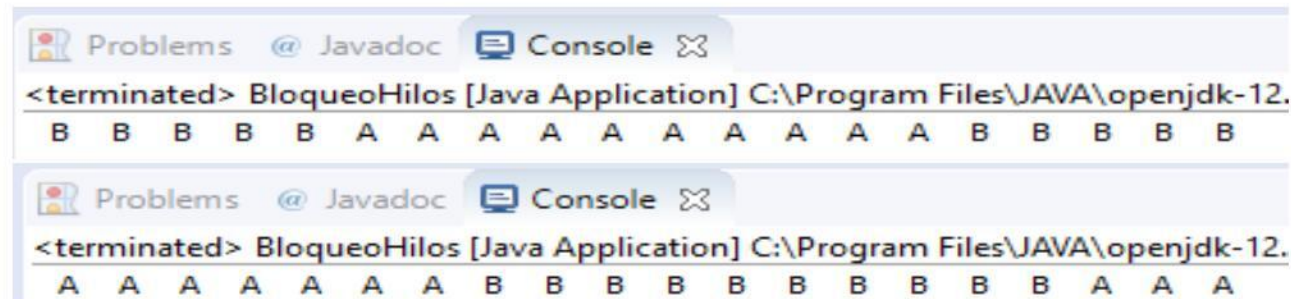 Problems @ Javadoc Console
<terminated> BloqueoHilos [Java Application] C:\Program Files\JAVA\openjdk-12.
B B B B B A A A A A A A A A A B B B B B
Problems @ Javadoc Console
<terminated> BloqueoHilos [Java Application] C:\Program Files\JAVA\openjdk-12.
A A A A A A A B B B B B B B B B B A A A